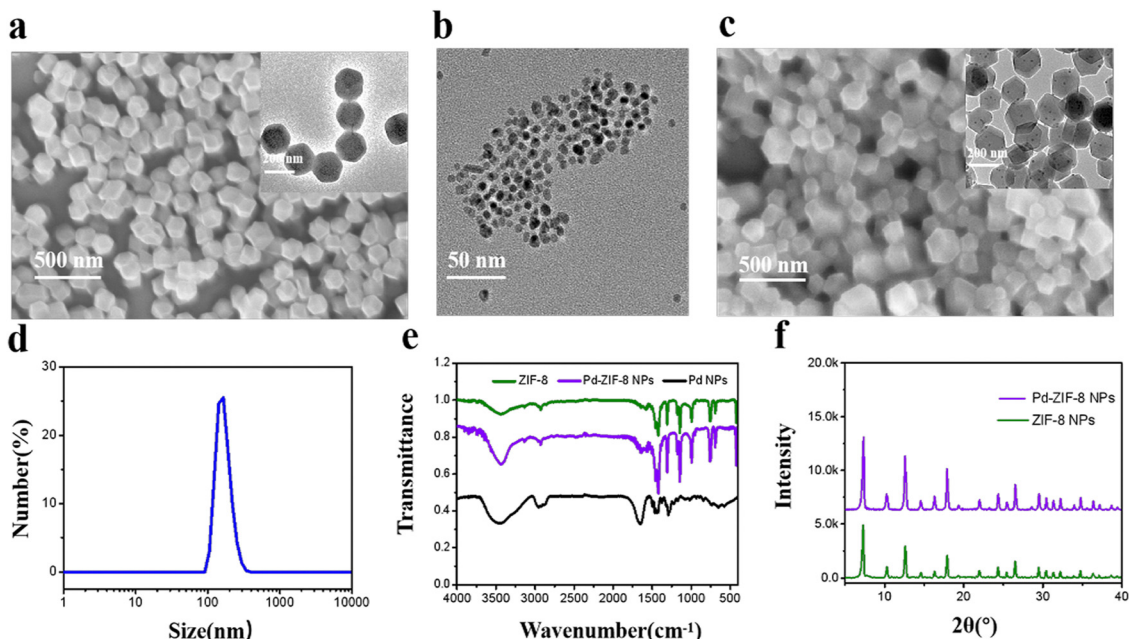 a
b
c
200 nm
500 nm
50 nm
200 nm
500 nm
d
e
f
Number(%)
30
20
10
0
1
10
100
1000
10000
Size(nm)
Transmittance
1.2
1.0
0.8
0.6
0.4
0.2
0.0
ZIF-8
Pd-ZIF-8 NPs
Pd NPs
4000 3500 3000 2500 2000 1500 1000 500
Wavenumber(cm⁻¹)
Intensity
20.0k
15.0k
10.0k
5.0k
0.0
Pd-ZIF-8 NPs
ZIF-8 NPs
10
20
30
40
2θ(°)